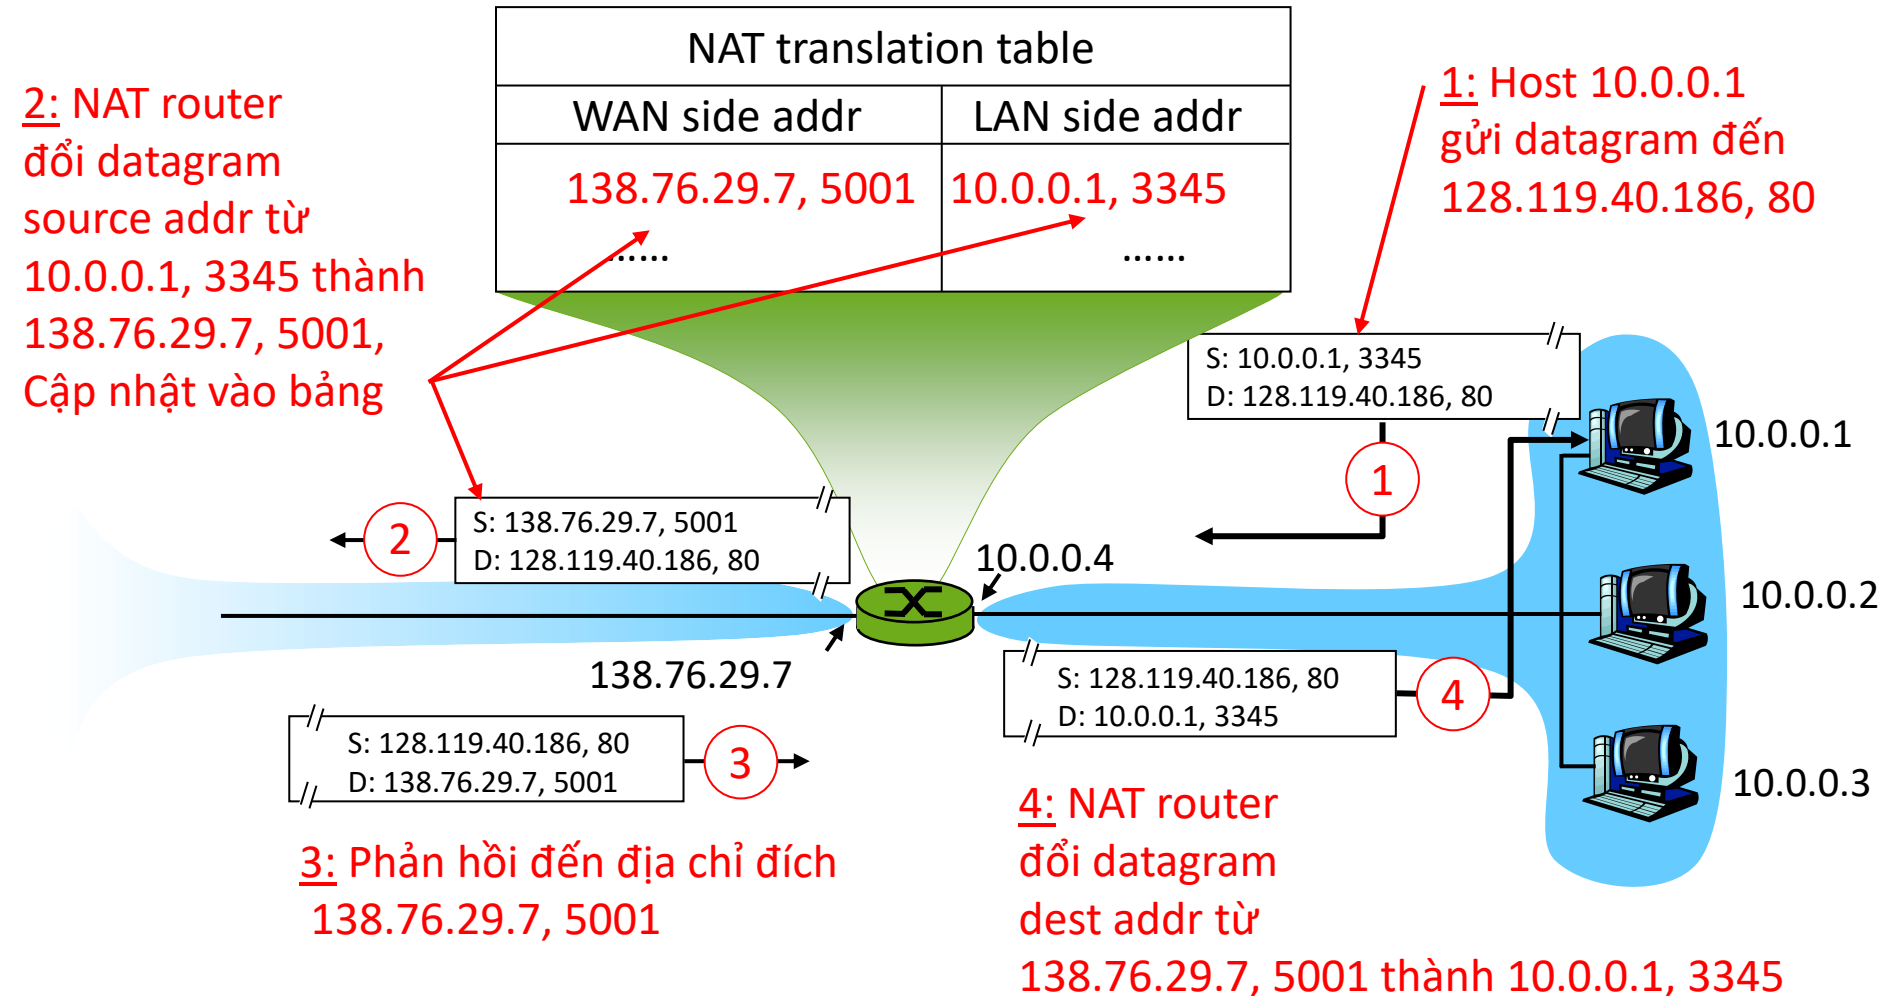 NAT translation table
WAN side addr
LAN side addr
138.76.29.7, 5001
10.0.0.1, 3345
......
......
2: NAT router
đổi datagram
source addr từ
10.0.0.1, 3345 thành
138.76.29.7, 5001,
Cập nhật vào bảng
1: Host 10.0.0.1
gửi datagram đến
128.119.40.186, 80
S: 10.0.0.1, 3345
D: 128.119.40.186, 80
1
10.0.0.1
S: 138.76.29.7, 5001
D: 128.119.40.186, 80
2
10.0.0.4
10.0.0.2
138.76.29.7
S: 128.119.40.186, 80
D: 10.0.0.1, 3345
4
S: 128.119.40.186, 80
D: 138.76.29.7, 5001
3
10.0.0.3
3: Phản hồi đến địa chỉ đích
138.76.29.7, 5001
4: NAT router
đổi datagram
dest addr từ
138.76.29.7, 5001 thành 10.0.0.1, 3345